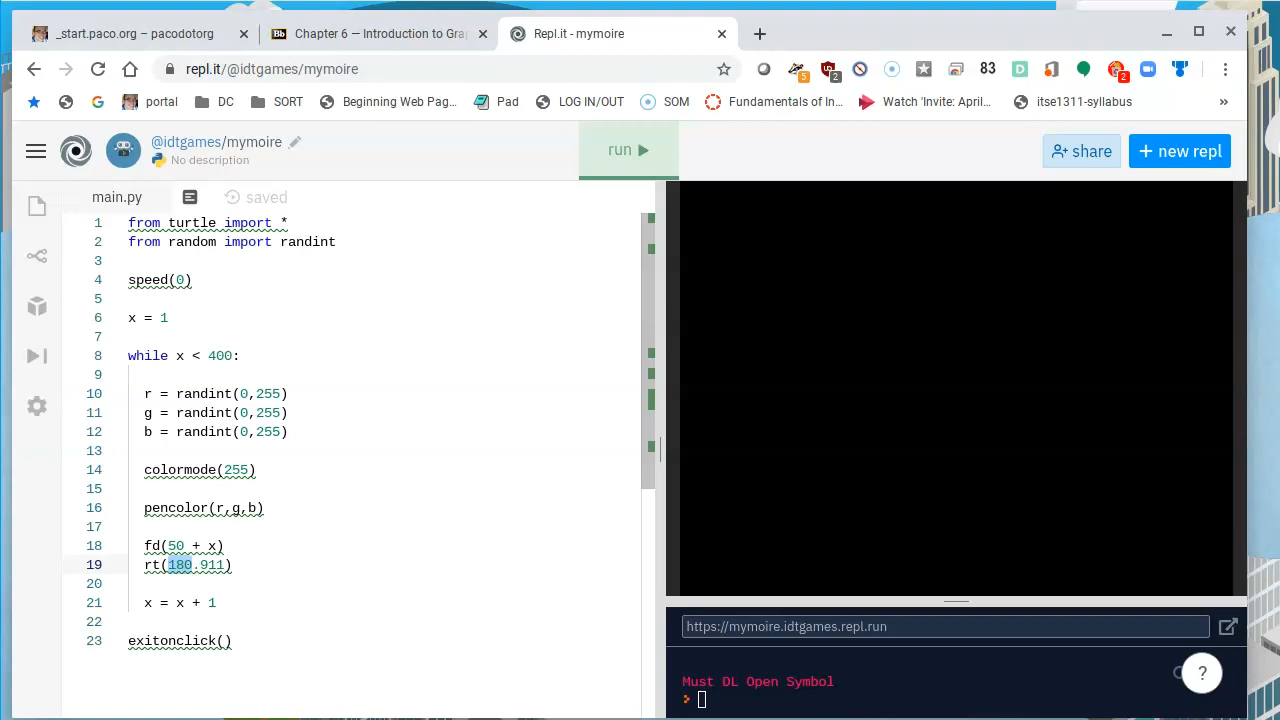 _start.paco.org – pacodotorg
Bb Chapter 6 — Introduction to Gra
Repl.it - mymoire
repl.it/@idtgames/mymoire
5
2
83
D
2
portal
DC
SORT
Beginning Web Pag...
Pad
LOG IN/OUT
SOM
Fundamentals of In...
Watch 'Invite: April...
itse1311-syllabus
»
@idtgames/mymoire
No description
run
share
+ new repl
main.py
saved
1 from turtle import *
2 from random import randint
3
4 speed(0)
5
6 x = 1
7
8 while x < 400:
9
10 r = randint(0,255)
11 g = randint(0,255)
12 b = randint(0,255)
13
14 colormode(255)
15
16 pencolor(r,g,b)
17
18 fd(50 + x)
19 rt(180.911)
20
21 x = x + 1
22
23 exitonclick()
https://mymoire.idtgames.repl.run
Must DL Open Symbol
?